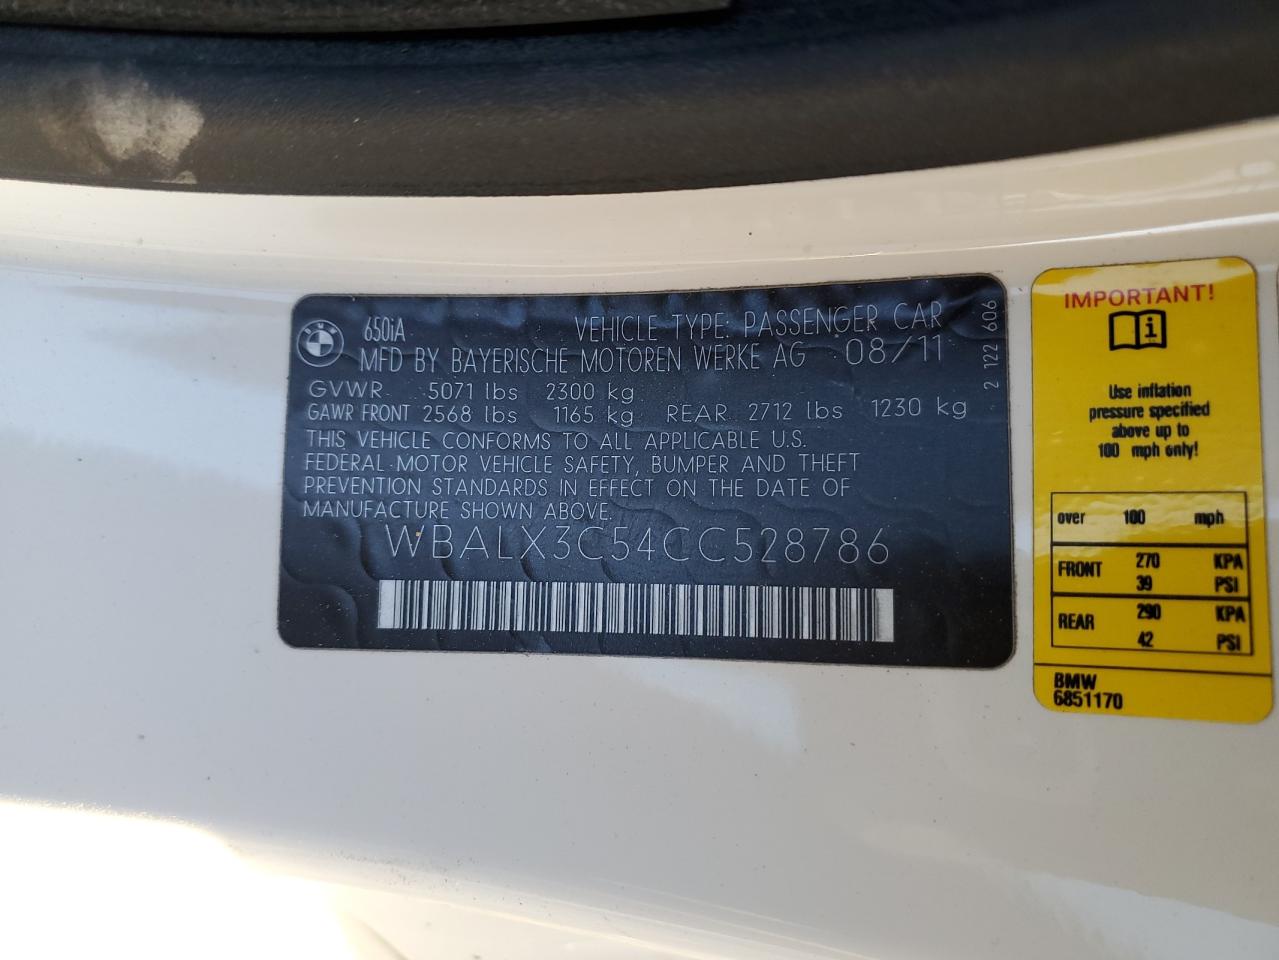 BMW
650iA VEHICLE TYPE: PASSENGER CAR
MFD BY BAYERISCHE MOTOREN WERKE AG 08/11
GVWR 5071 lbs 2300 kg
GAWR FRONT 2568 lbs 1165 kg REAR 2712 lbs 1230 kg
THIS VEHICLE CONFORMS TO ALL APPLICABLE U.S.
FEDERAL MOTOR VEHICLE SAFETY, BUMPER AND THEFT
PREVENTION STANDARDS IN EFFECT ON THE DATE OF
MANUFACTURE SHOWN ABOVE.
WBALX3C54CC528786
2 122 606
IMPORTANT!
i
Use inflation
pressure specified
above up to
100 mph only!
over 100 mph
FRONT 270 KPA
39 PSI
REAR 290 KPA
42 PSI
BMW
6851170